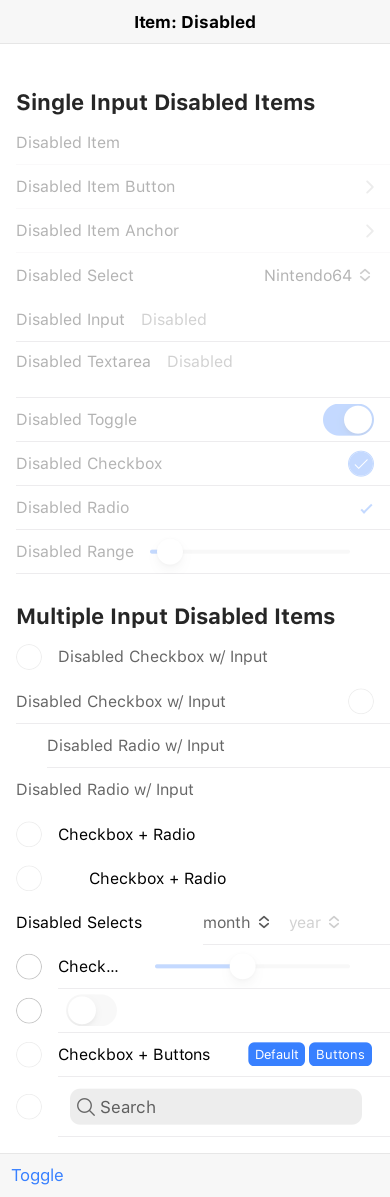 Item: Disabled
Single Input Disabled Items
Disabled Item
Disabled Item Button
Disabled Item Anchor
Disabled Select Nintendo64
Disabled Input Disabled
Disabled Textarea Disabled
Disabled Toggle
Disabled Checkbox
Disabled Radio
Disabled Range
Multiple Input Disabled Items
Disabled Checkbox w/ Input
Disabled Checkbox w/ Input
Disabled Radio w/ Input
Disabled Radio w/ Input
Checkbox + Radio
Checkbox + Radio
Disabled Selects month year
Check...
Checkbox + Buttons Default Buttons
Search
Toggle